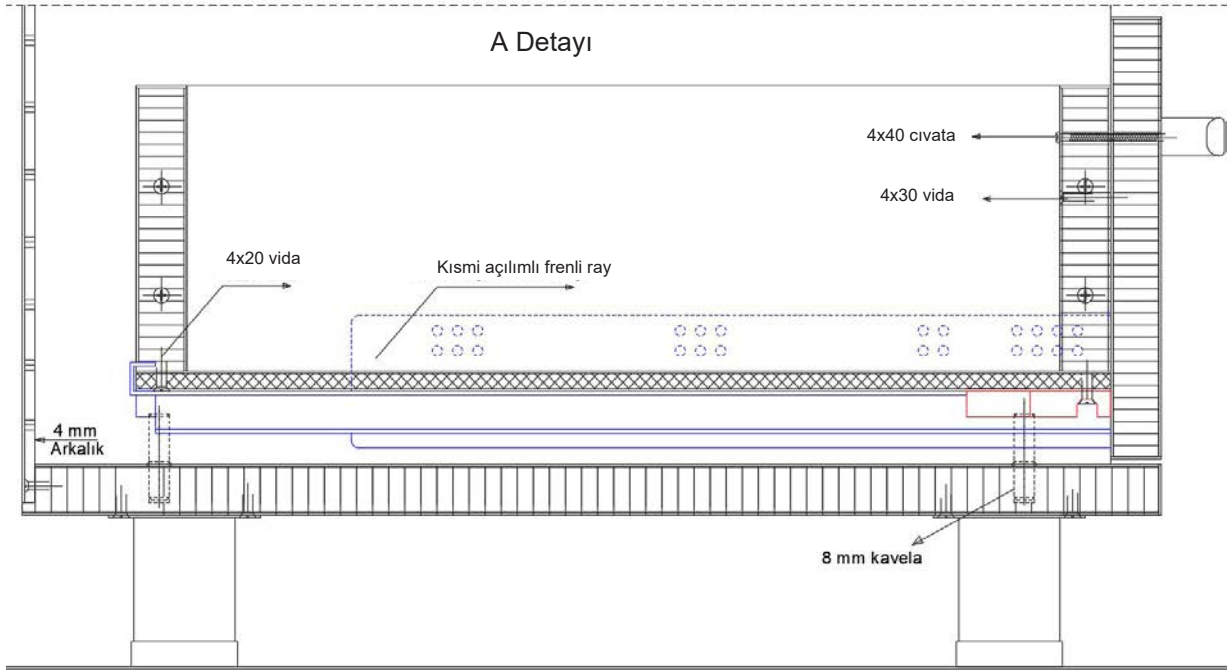 A Detayı
4x40 cıvata
4x30 vida
4x20 vida
Kısmi açılımlı frenli ray
4 mm
Arkalık
8 mm kavela